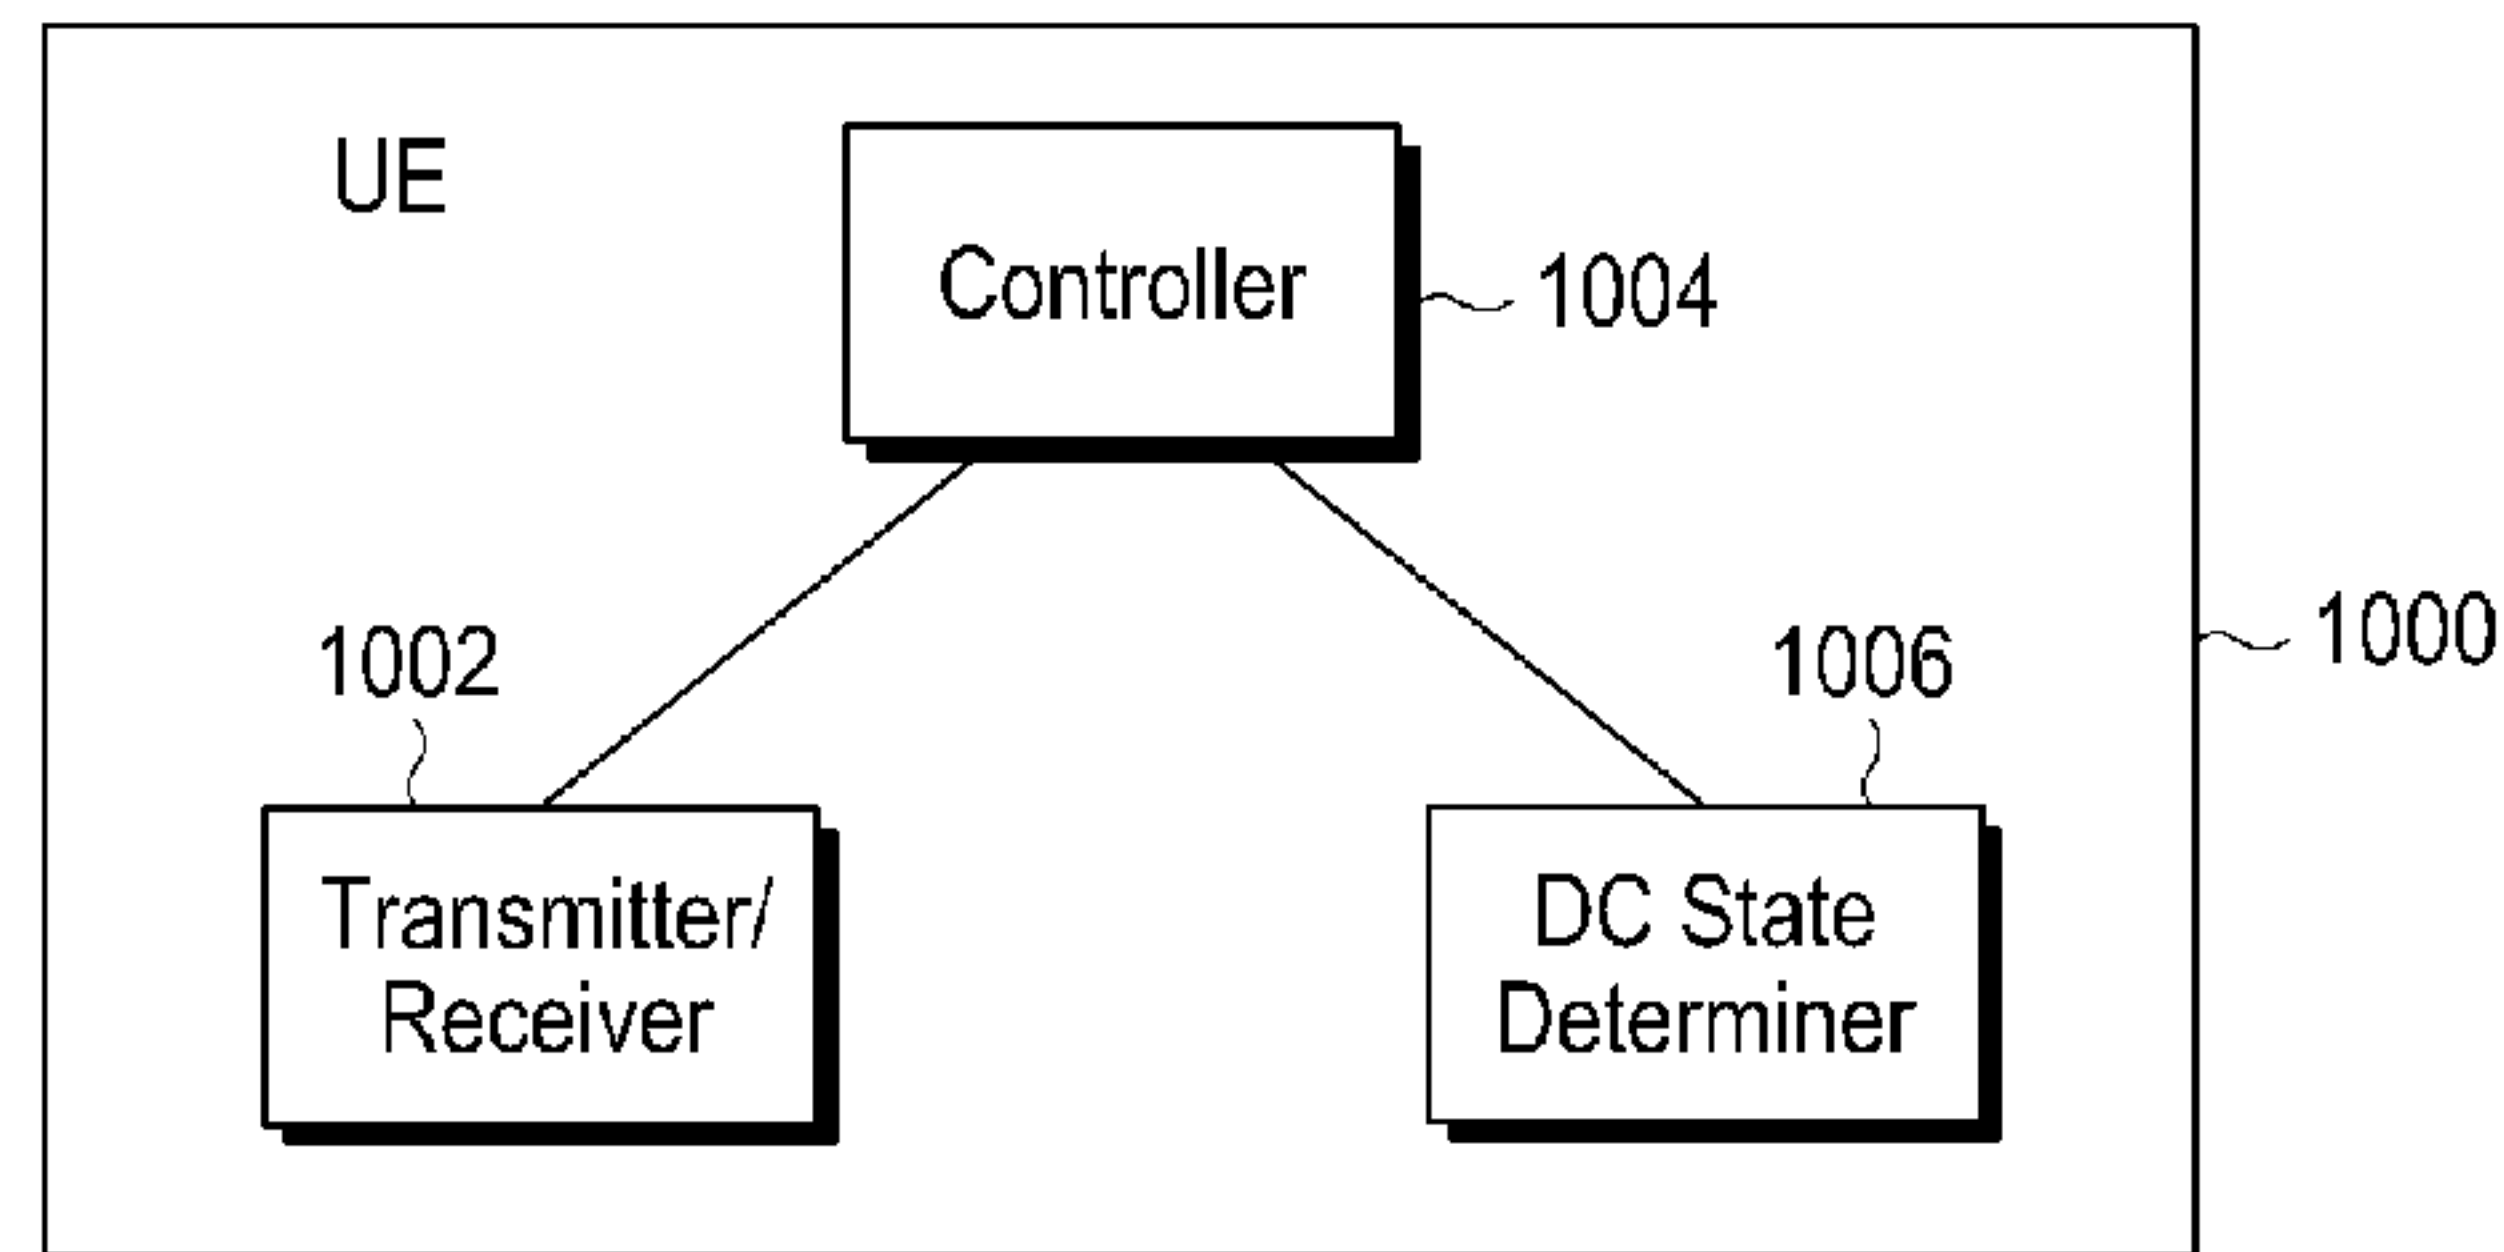 UE
Controller
1004
1000
1002
1006
Transmitter/
Receiver
DC State
Determiner